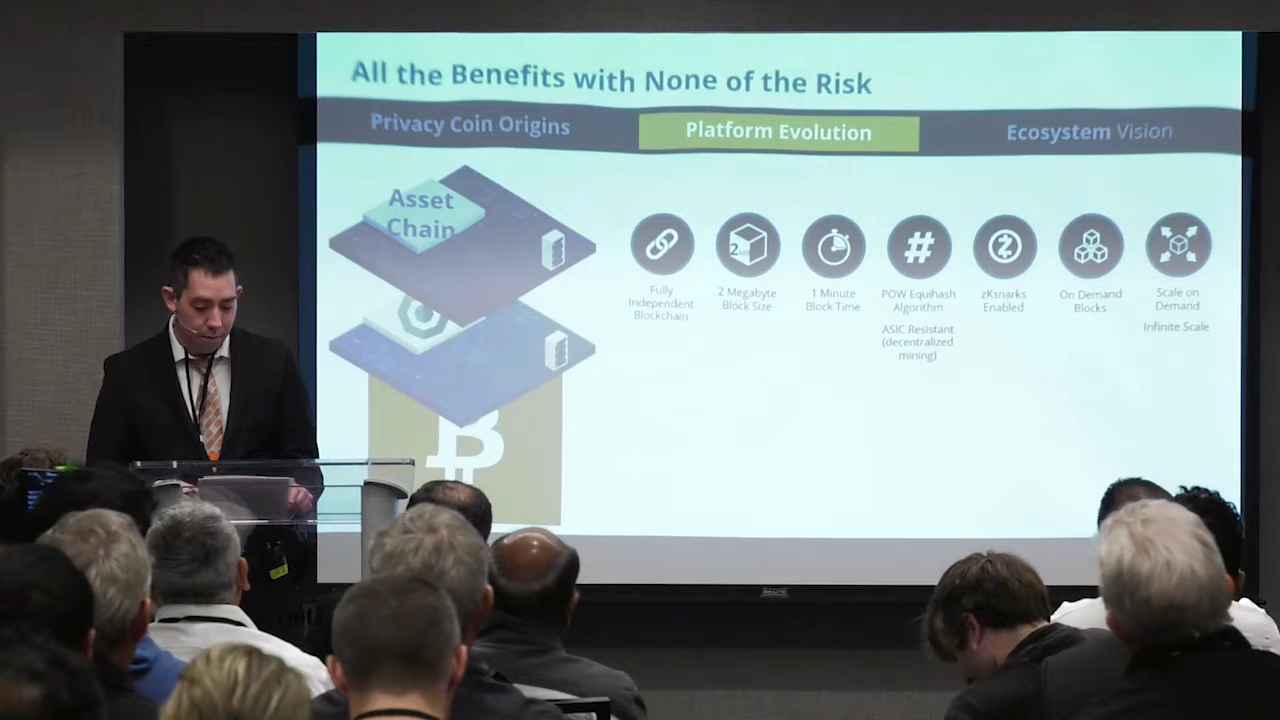 All the Benefits with None of the Risk
Privacy Coin Origins
Platform Evolution
Ecosystem Vision
Asset
Chain
Fully
Independent
Blockchain
2 Megabyte
Block Size
1 Minute
Block Time
POW Equihash
Algorithm
ASIC Resistant
(decentralized
mining)
zKsnarks
Enabled
On Demand
Blocks
Scale on
Demand
Infinite Scale